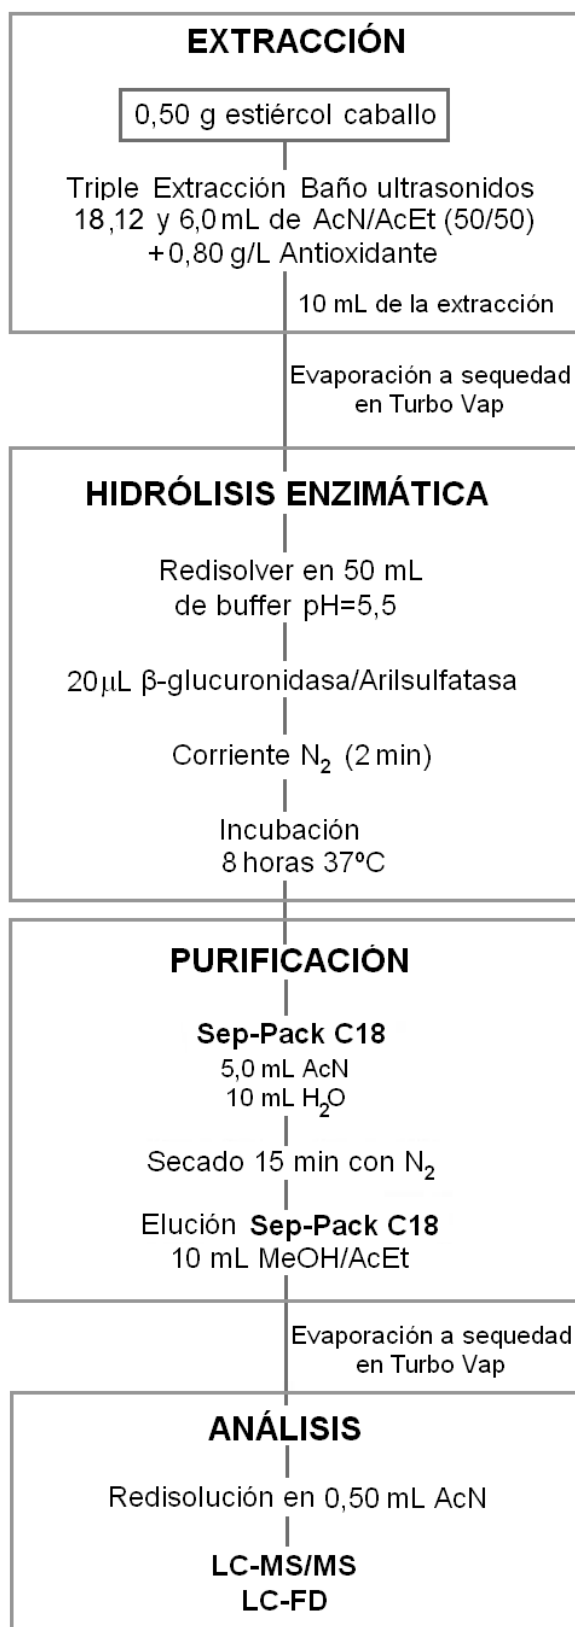 EXTRACCIÓN
0,50 g estiércol caballo
Triple Extracción Baño ultrasonidos
18,12 y 6,0 mL de AcN/AcEt (50/50)
+0,80 g/L Antioxidante
10 mL de la extracción
Evaporación a sequedad
en Turbo Vap
HIDRÓLISIS ENZIMÁTICA
Redisolver en 50 mL
de buffer pH=5,5
20µL β-glucuronidasa/Arilsulfatasa
Corriente N₂ (2 min)
Incubación
8 horas 37ºC
PURIFICACIÓN
Sep-Pack C18
5,0 mL AcN
10 mL H₂O
Secado 15 min con N₂
Elución Sep-Pack C18
10 mL MeOH/AcEt
Evaporación a sequedad
en Turbo Vap
ANÁLISIS
Redisolución en 0,50 mL AcN
LC-MS/MS
LC-FD